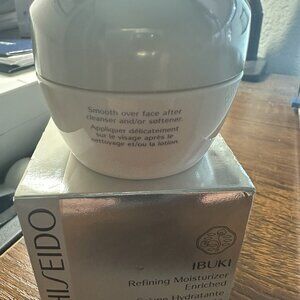 Smooth over face after
cleanser and/or softener.
Appliquer délicatement
sur le visage après le
nettoyage et/ou la lotion.
IBUKI
Refining Moisturizer
Enriched
Hydratante